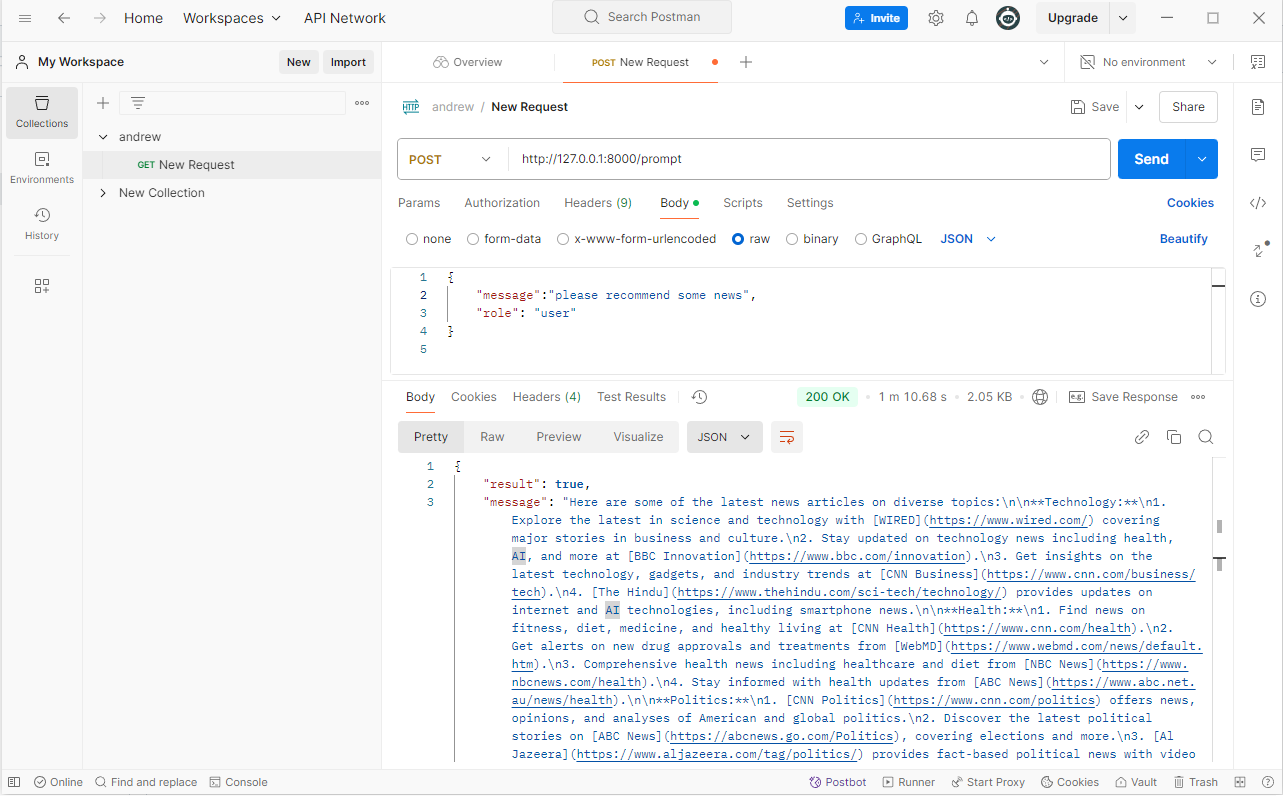 Home Workspaces API Network Search Postman Invite Upgrade
My Workspace New Import Overview POST New Request No environment
Collections
Environments
History
andrew
GET New Request
New Collection
HTTP andrew / New Request Save Share
POST http://127.0.0.1:8000/prompt Send
Params Authorization Headers (9) Body Scripts Settings Cookies
none form-data x-www-form-urlencoded raw binary GraphQL JSON Beautify
1 {
2 "message":"please recommend some news",
3 "role": "user"
4 }
5
Body Cookies Headers (4) Test Results 200 OK 1 m 10.68 s 2.05 KB e.g. Save Response
Pretty Raw Preview Visualize JSON
1 {
2 "result": true,
3 "message": "Here are some of the latest news articles on diverse topics:\n\n**Technology:**\n1.
Explore the latest in science and technology with [WIRED](https://www.wired.com/) covering
major stories in business and culture.\n2. Stay updated on technology news including health,
AI, and more at [BBC Innovation](https://www.bbc.com/innovation).\n3. Get insights on the
latest technology, gadgets, and industry trends at [CNN Business](https://www.cnn.com/business/
tech).\n4. [The Hindu](https://www.thehindu.com/sci-tech/technology/) provides updates on
internet and AI technologies, including smartphone news.\n\n**Health:**\n1. Find news on
fitness, diet, medicine, and healthy living at [CNN Health](https://www.cnn.com/health).\n2.
Get alerts on new drug approvals and treatments from [WebMD](https://www.webmd.com/news/default.
htm).\n3. Comprehensive health news including healthcare and diet from [NBC News](https://www.
nbcnews.com/health).\n4. Stay informed with health updates from [ABC News](https://www.abc.net.
au/news/health).\n\n**Politics:**\n1. [CNN Politics](https://www.cnn.com/politics) offers news,
opinions, and analyses of American and global politics.\n2. Discover the latest political
stories on [ABC News](https://abcnews.go.com/Politics), covering elections and more.\n3. [Al
Jazeera](https://www.aljazeera.com/tag/politics/) provides fact-based political news with video
Online Find and replace Console Postbot Runner Start Proxy Cookies Vault Trash